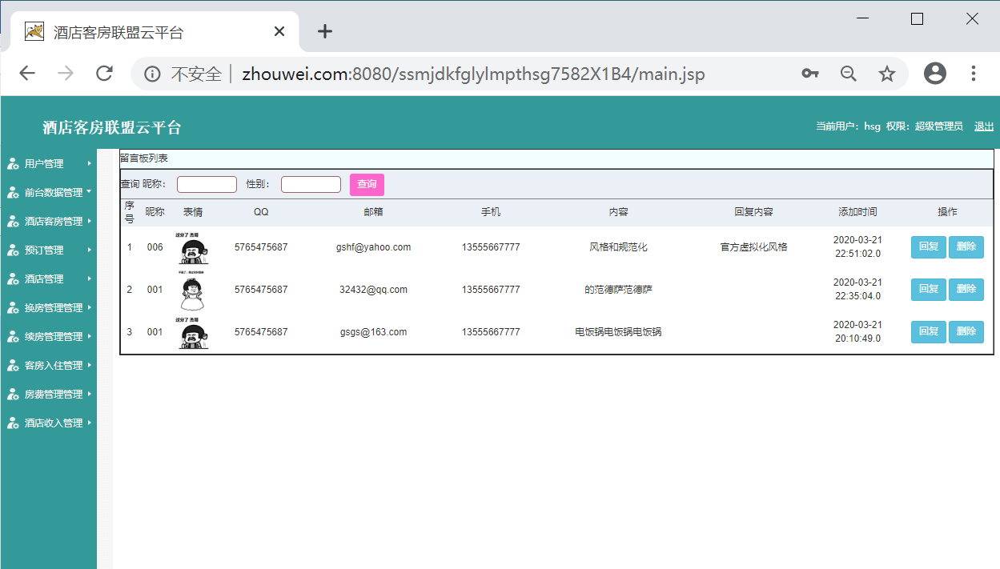 酒店客房联盟云平台
不安全 | zhouwei.com:8080/ssmjdkfglylmpthsg7582X1B4/main.jsp
酒店客房联盟云平台
当前用户：hsg 权限：超级管理员 退出
用户管理
前台数据管理
酒店客房管理
预订管理
酒店管理
换房管理管理
续房管理管理
客房入住管理
房费管理管理
酒店收入管理
留言板列表
查询 昵称： 性别： 查询
序号 昵称 表情 QQ 邮箱 手机 内容 回复内容 添加时间 操作
1 006 过分了 杰哥 5765475687 gshf@yahoo.com 13555667777 风格和规范化 官方虚拟化风格 2020-03-21 22:51:02.0 回复 删除
2 001 5765475687 32432@qq.com 13555667777 的范德萨范德萨 2020-03-21 22:35:04.0 回复 删除
3 001 过分了 杰哥 5765475687 gsgs@163.com 13555667777 电饭锅电饭锅电饭锅 2020-03-21 20:10:49.0 回复 删除